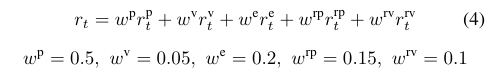 r_t = w^p r_t^p + w^v r_t^v + w^e r_t^e + w^rp r_t^rp + w^rv r_t^rv (4)
w^p = 0.5, w^v = 0.05, w^e = 0.2, w^rp = 0.15, w^rv = 0.1